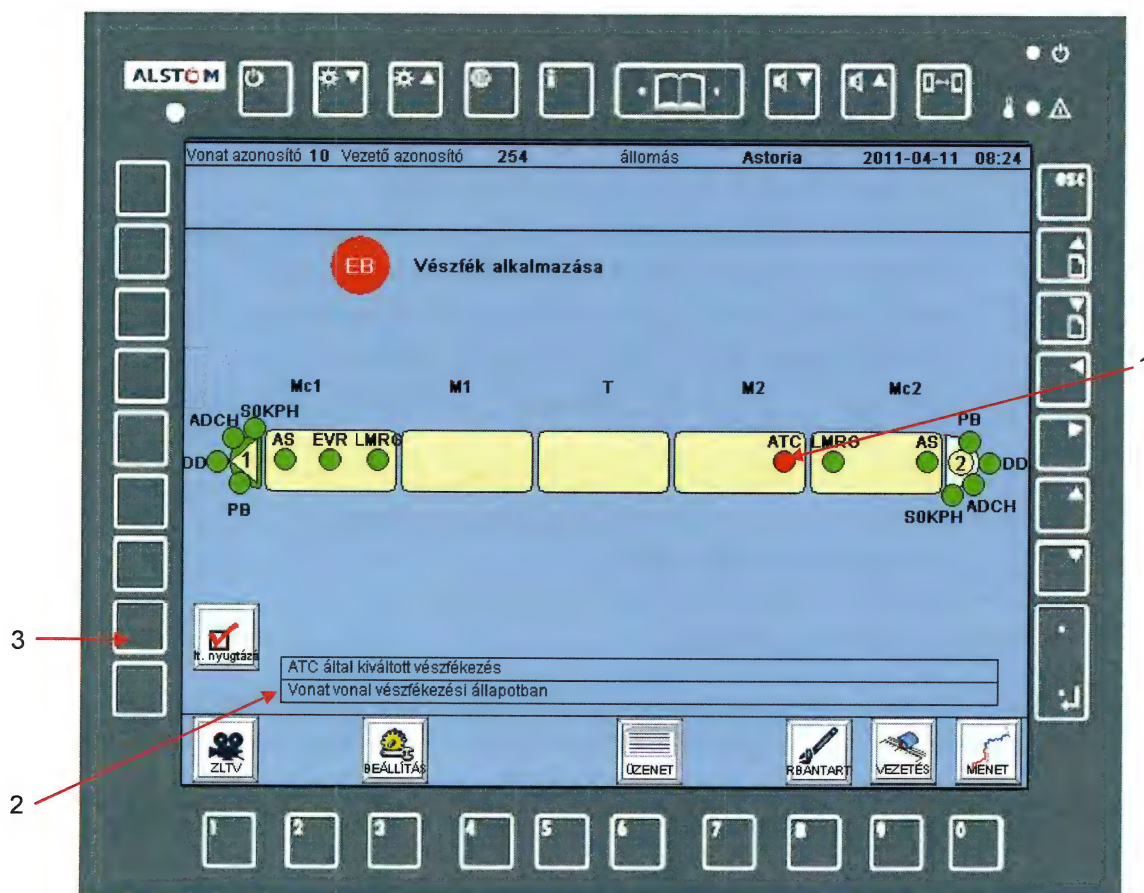 ALSTOM
i
esc
Vonat azonosító 10 Vezető azonosító 254 állomás Astoria 2011-04-11 08:24
EB Vészfék alkalmazása
1
Mc1 M1 T M2 Mc2
ADCH S0KPH PB
AS EVR LMRG ATC LMRG AS
DD 1 2 DD
PB S0KPH ADCH
3
lt. nyugtázá
ATC által kiváltott vészfékezés
Vonat vonal vészfékezési állapotban
2
ZLTV BEÁLLÍTÁS ÜZENET RBANTART VEZETÉS MENET
1 2 3 4 5 6 7 8 9 0